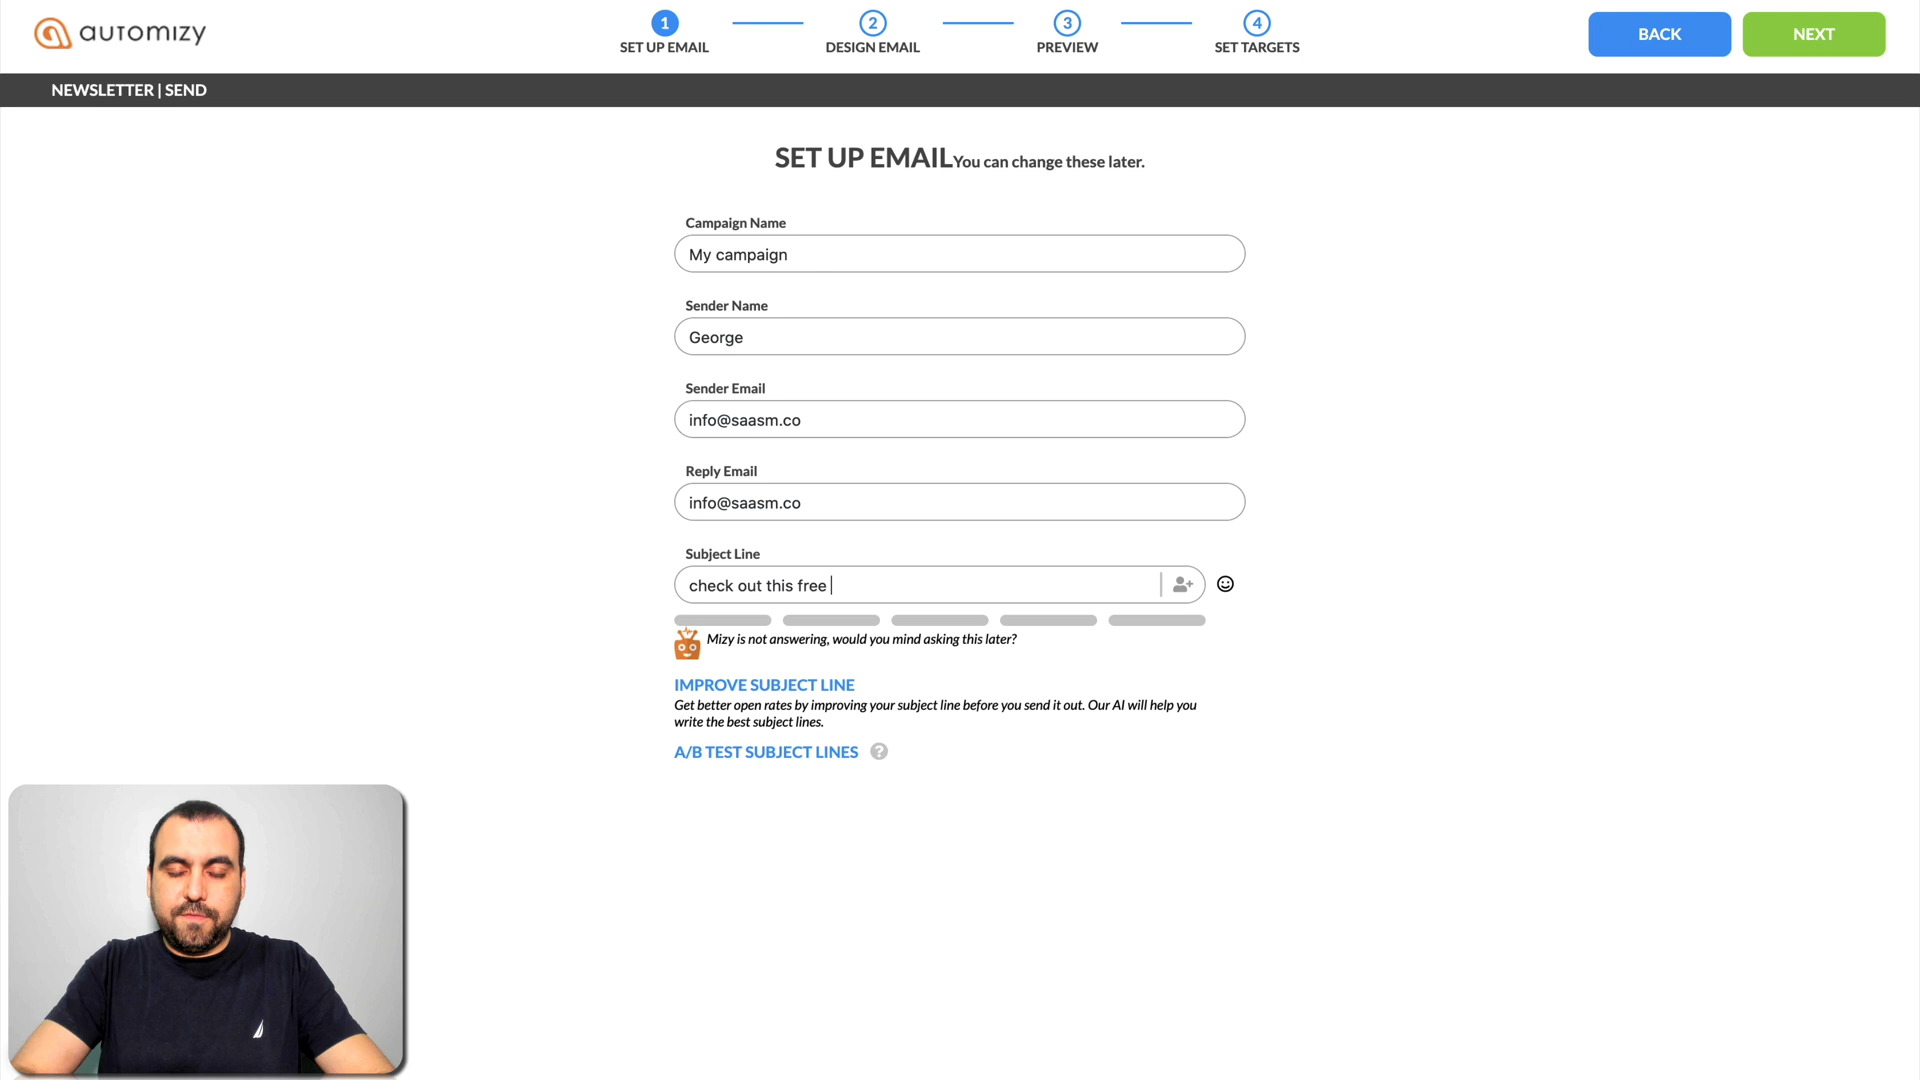 automizy
1
2
3
4
SET UP EMAIL
DESIGN EMAIL
PREVIEW
SET TARGETS
BACK
NEXT
NEWSLETTER | SEND
SET UP EMAIL You can change these later.
Campaign Name
My campaign
Sender Name
George
Sender Email
info@saasm.co
Reply Email
info@saasm.co
Subject Line
check out this free
Mizy is not answering, would you mind asking this later?
IMPROVE SUBJECT LINE
Get better open rates by improving your subject line before you send it out. Our AI will help you
write the best subject lines.
A/B TEST SUBJECT LINES ?